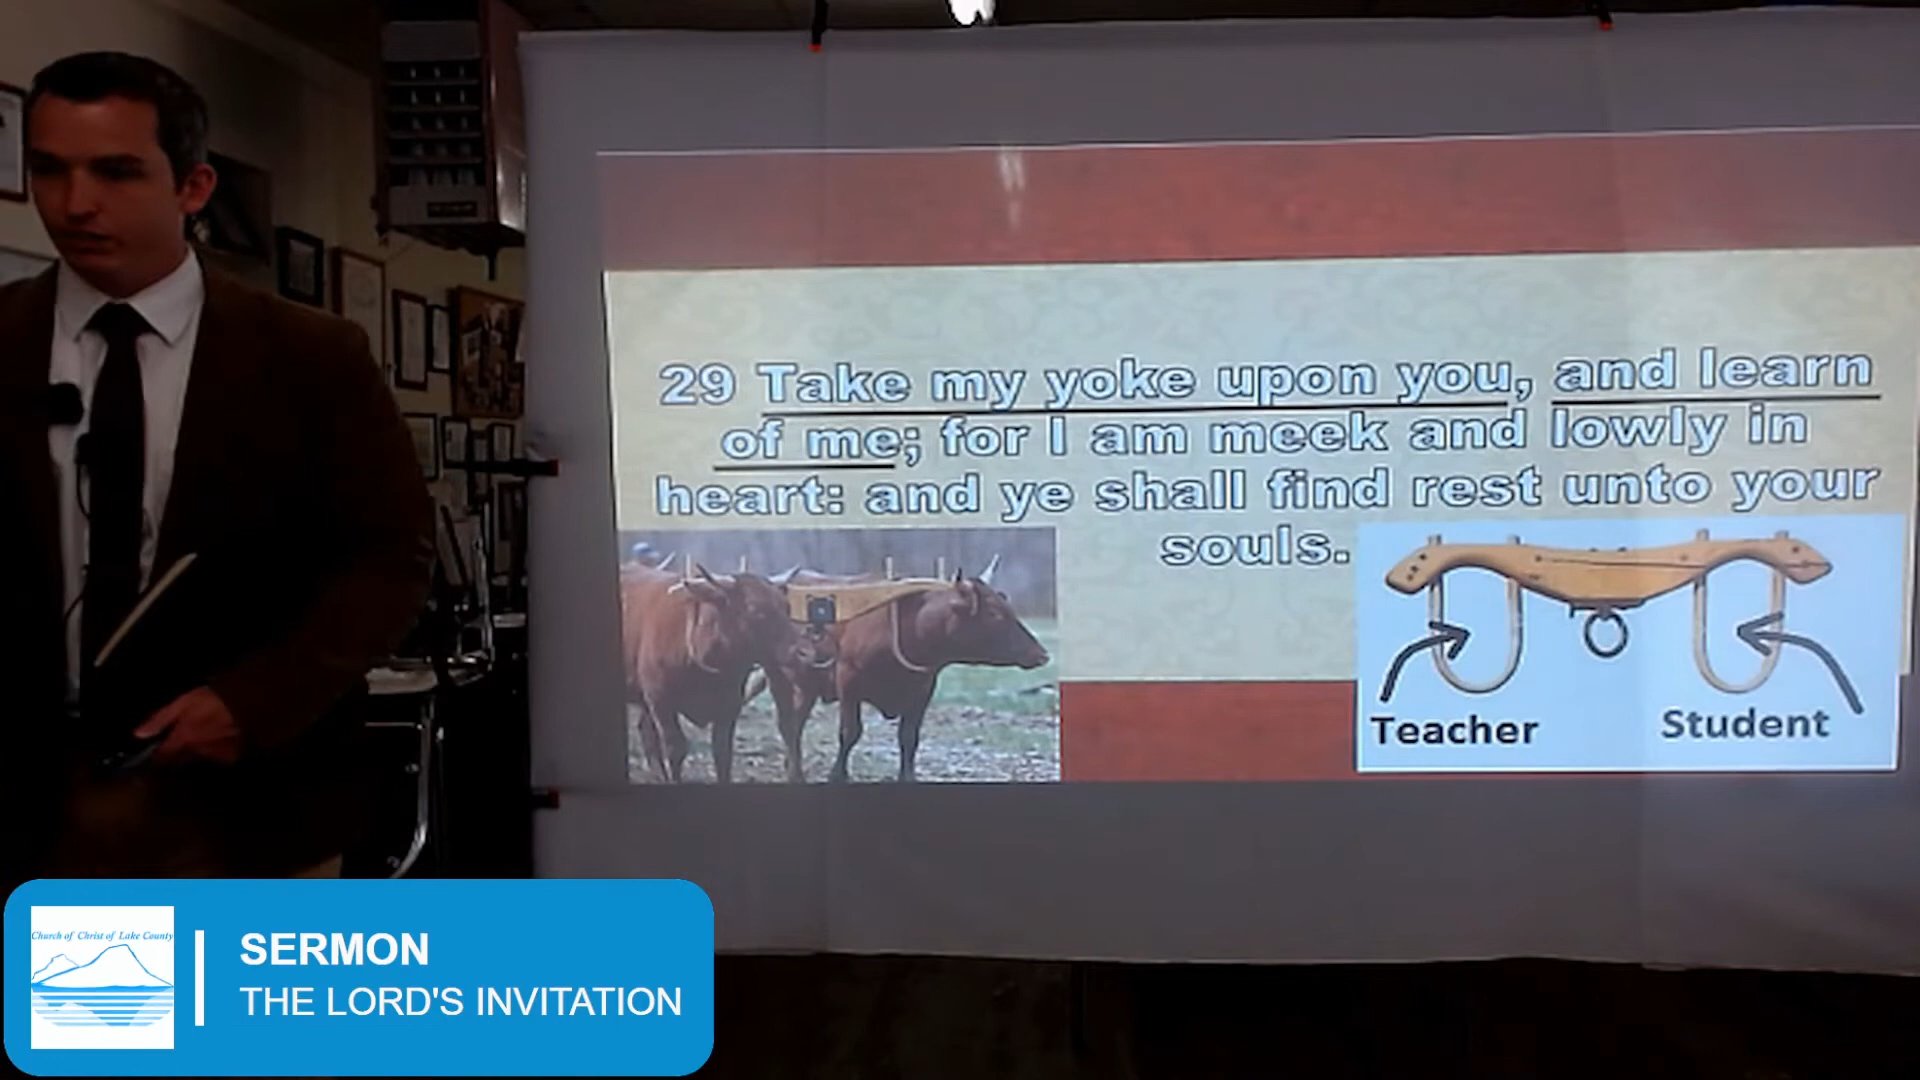 29 Take my yoke upon you, and learn
of me; for I am meek and lowly in
heart: and ye shall find rest unto your
souls.
Teacher
Student
Church of Christ of Lake County
SERMON
THE LORD'S INVITATION